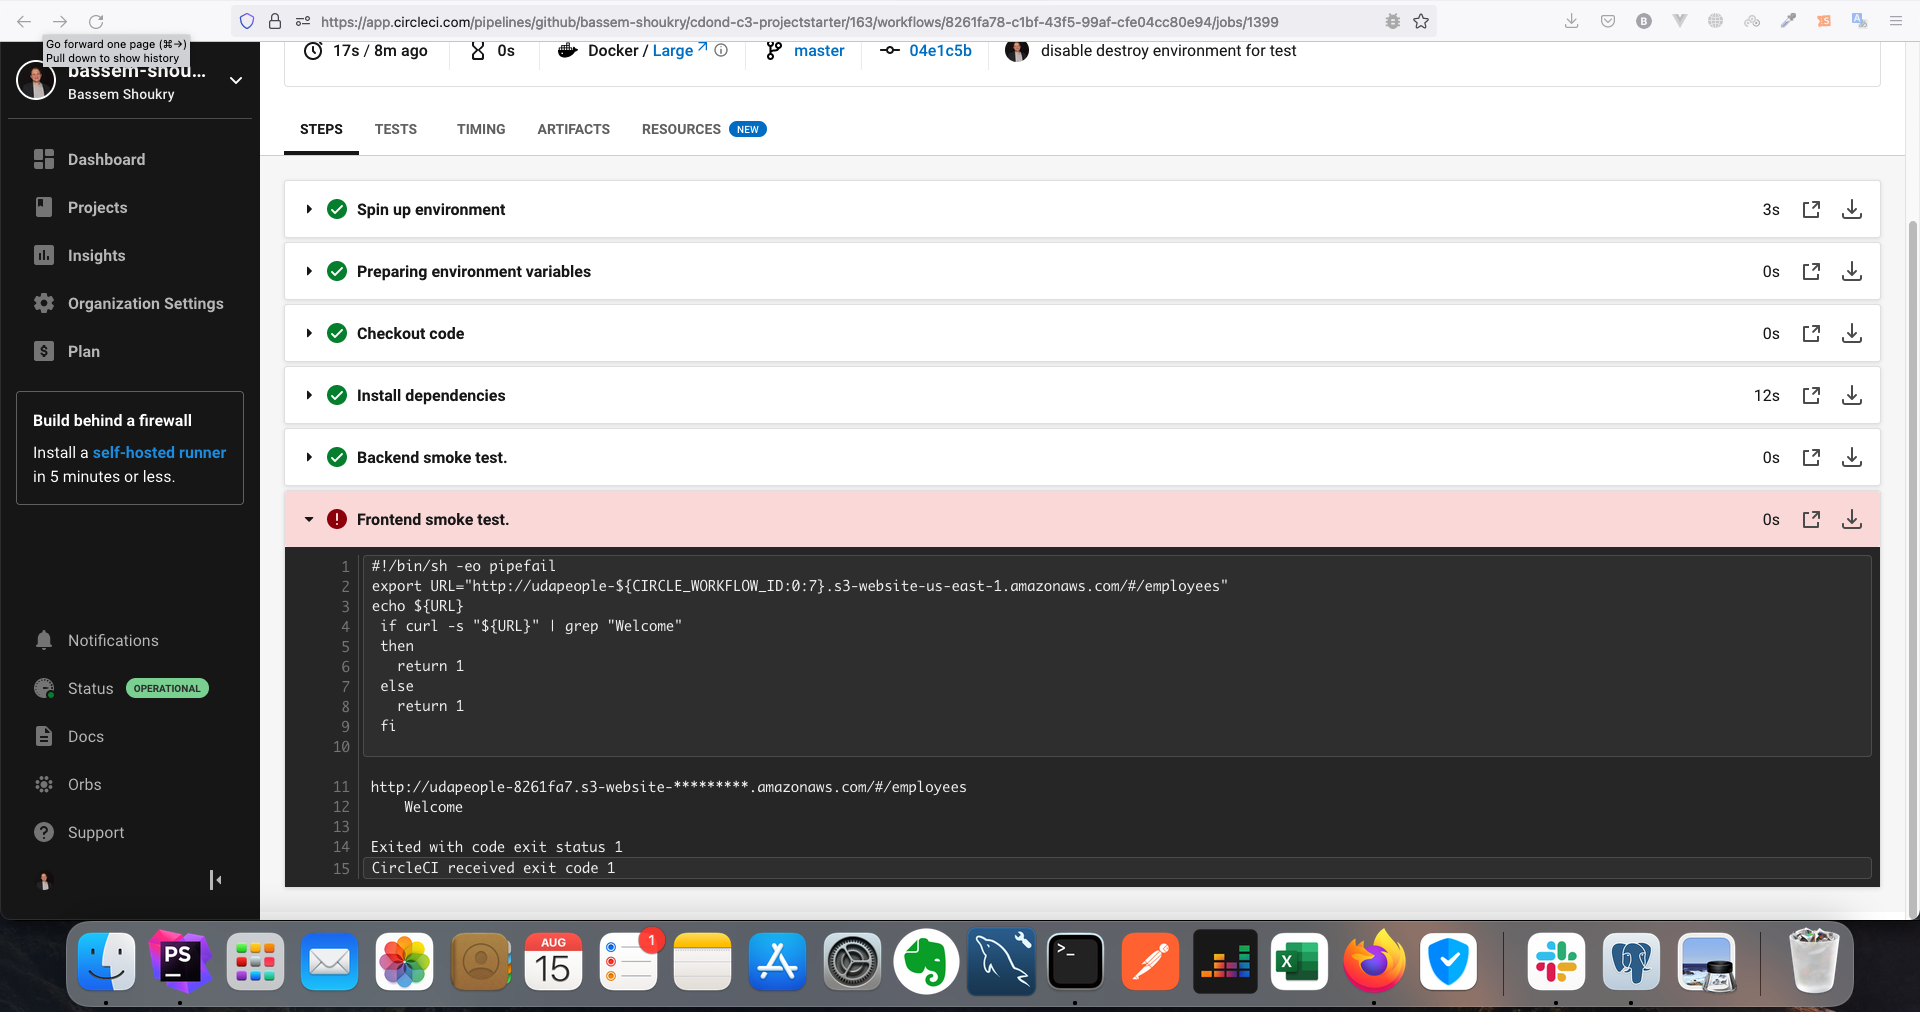 https://app.circleci.com/pipelines/github/bassem-shoukry/cdond-c3-projectstarter/163/workflows/8261fa78-c1bf-43f5-99af-cfe04cc80e94/jobs/1399
Go forward one page (⌘→)
Pull down to show history
bassem-shou...
Bassem Shoukry
Dashboard
Projects
Insights
Organization Settings
Plan
Build behind a firewall
Install a self-hosted runner
in 5 minutes or less.
Notifications
Status OPERATIONAL
Docs
Orbs
Support
17s / 8m ago 0s Docker / Large master 04e1c5b disable destroy environment for test
STEPS TESTS TIMING ARTIFACTS RESOURCES NEW
Spin up environment 3s
Preparing environment variables 0s
Checkout code 0s
Install dependencies 12s
Backend smoke test. 0s
Frontend smoke test. 0s
1 #!/bin/sh -eo pipefail
2 export URL="http://udapeople-${CIRCLE_WORKFLOW_ID:0:7}.s3-website-us-east-1.amazonaws.com/#/employees"
3 echo ${URL}
4 if curl -s "${URL}" | grep "Welcome"
5 then
6 return 1
7 else
8 return 1
9 fi
10
11 http://udapeople-8261fa7.s3-website-*********.amazonaws.com/#/employees
12 Welcome
13
14 Exited with code exit status 1
15 CircleCI received exit code 1
PS
AUG
15
1